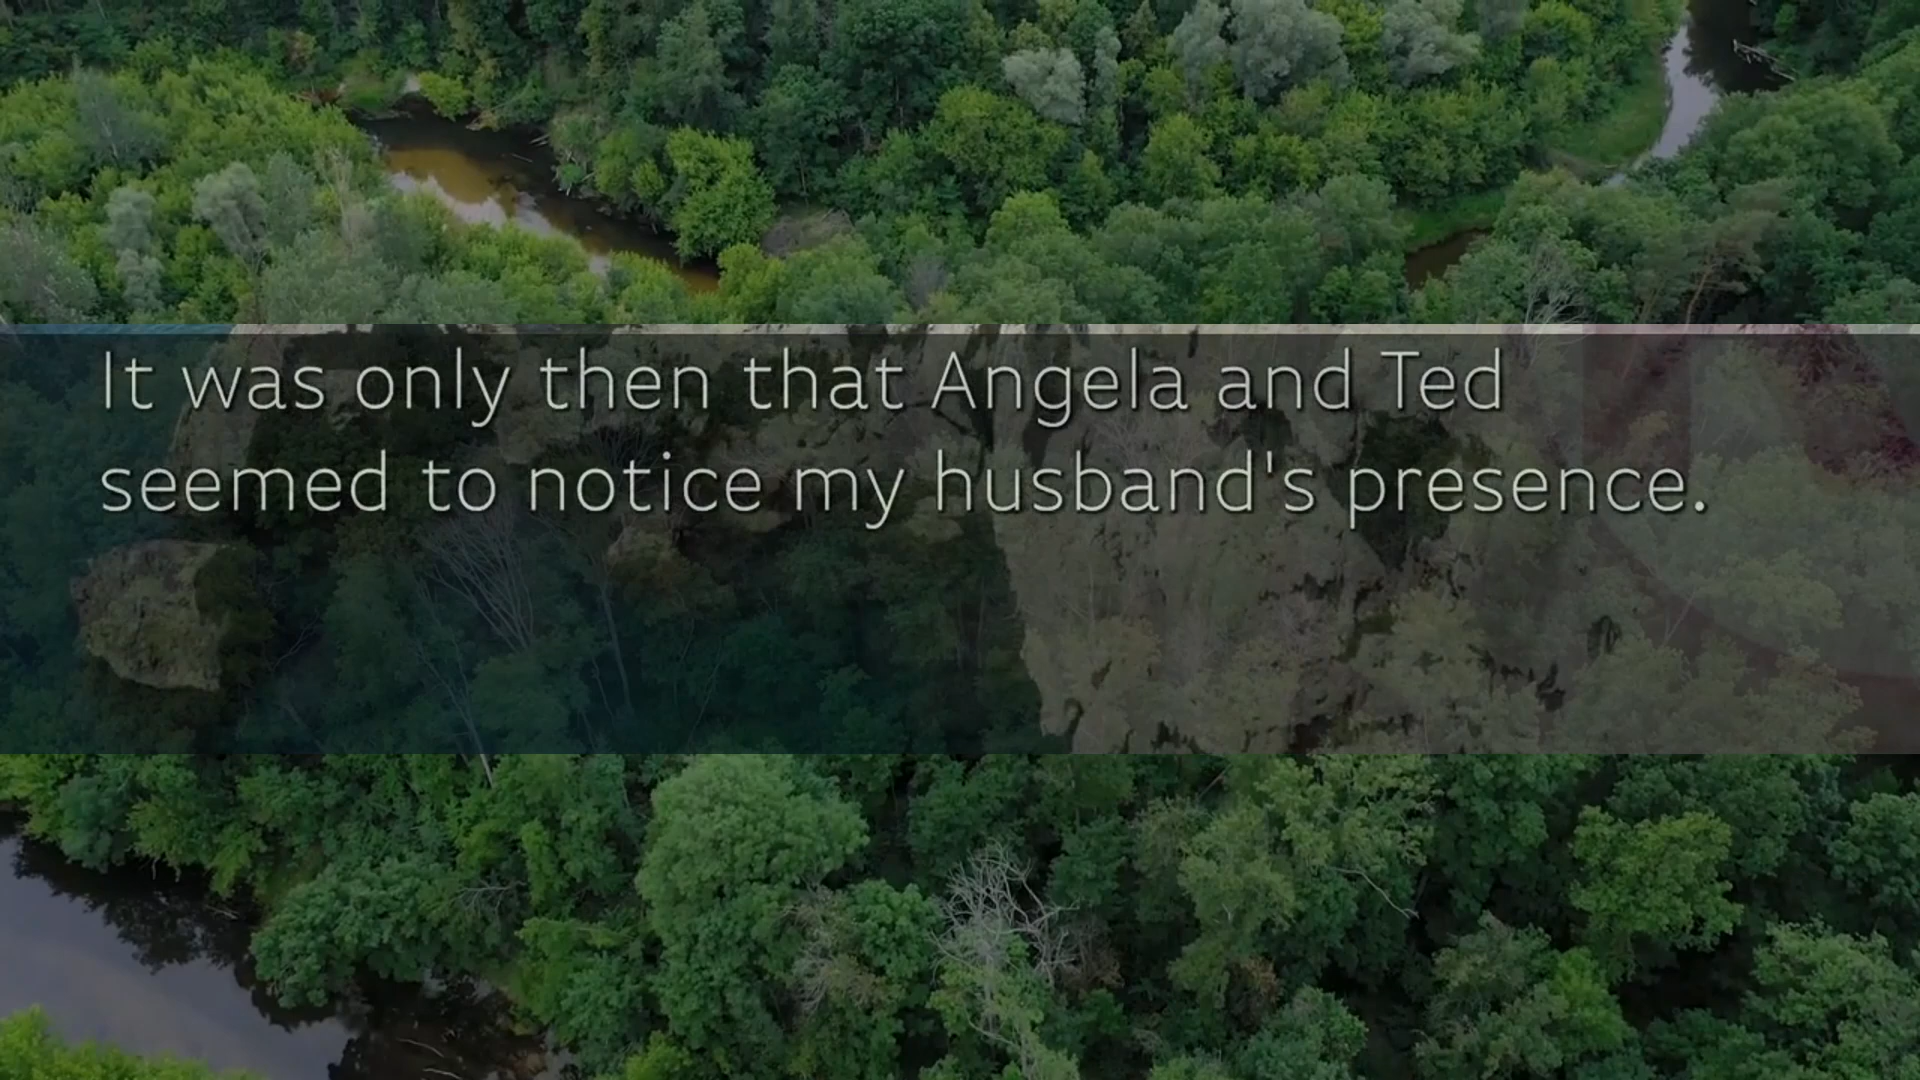 It was only then that Angela and Ted
seemed to notice my husband's presence.